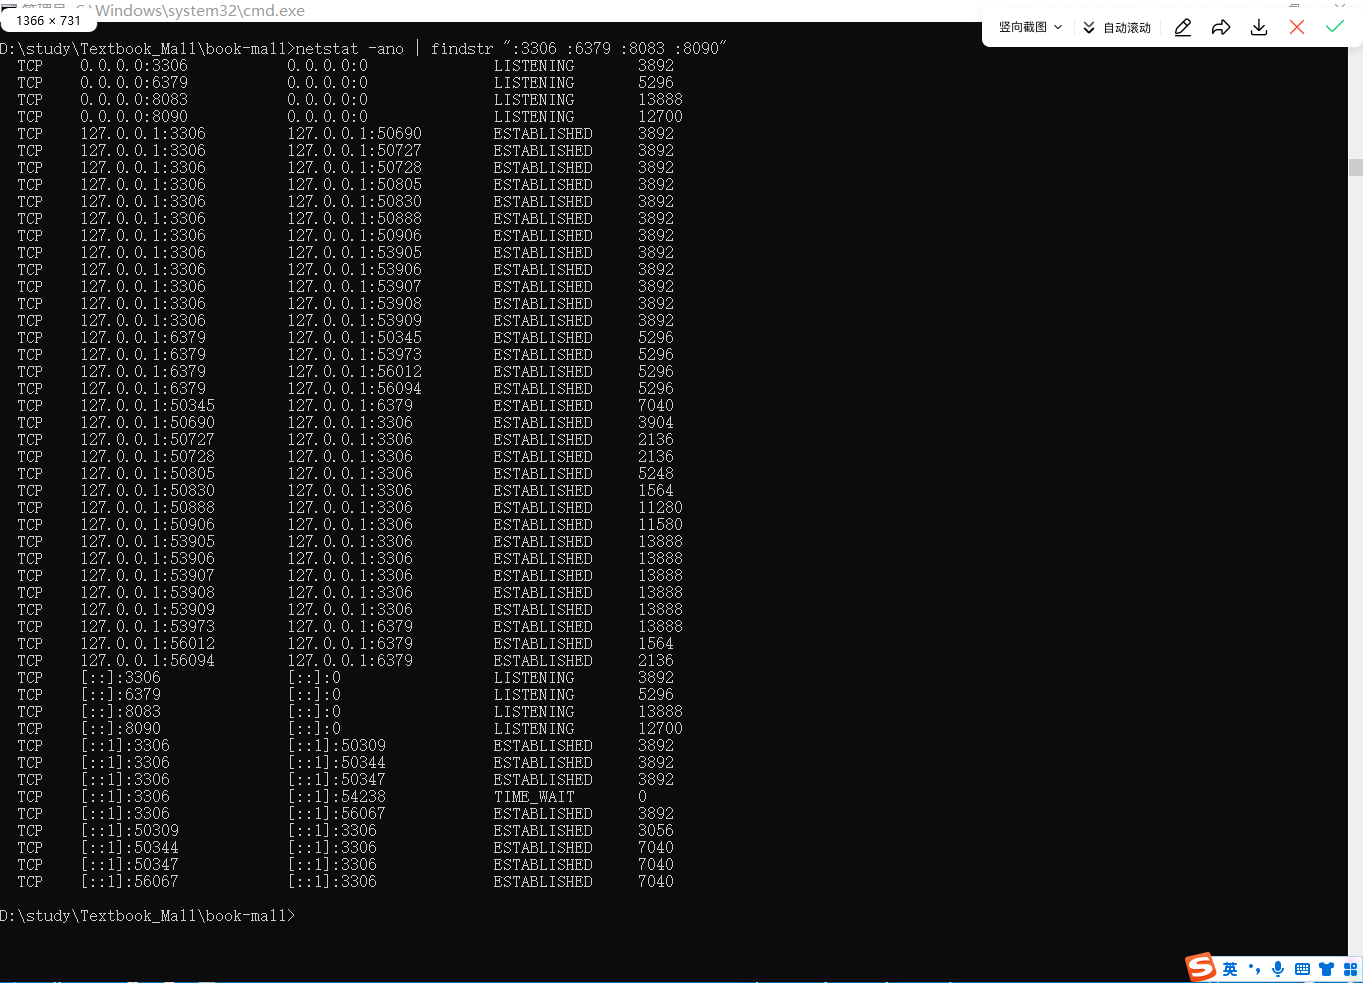 C:\Windows\system32\cmd.exe
1366 × 731
竖向截图 自动滚动
D:\study\Textbook_Mall\book-mall>netstat -ano | findstr ":3306 :6379 :8083 :8090"
TCP 0.0.0.0:3306 0.0.0.0:0 LISTENING 3892
TCP 0.0.0.0:6379 0.0.0.0:0 LISTENING 5296
TCP 0.0.0.0:8083 0.0.0.0:0 LISTENING 13888
TCP 0.0.0.0:8090 0.0.0.0:0 LISTENING 12700
TCP 127.0.0.1:3306 127.0.0.1:50690 ESTABLISHED 3892
TCP 127.0.0.1:3306 127.0.0.1:50727 ESTABLISHED 3892
TCP 127.0.0.1:3306 127.0.0.1:50728 ESTABLISHED 3892
TCP 127.0.0.1:3306 127.0.0.1:50805 ESTABLISHED 3892
TCP 127.0.0.1:3306 127.0.0.1:50830 ESTABLISHED 3892
TCP 127.0.0.1:3306 127.0.0.1:50888 ESTABLISHED 3892
TCP 127.0.0.1:3306 127.0.0.1:50906 ESTABLISHED 3892
TCP 127.0.0.1:3306 127.0.0.1:53905 ESTABLISHED 3892
TCP 127.0.0.1:3306 127.0.0.1:53906 ESTABLISHED 3892
TCP 127.0.0.1:3306 127.0.0.1:53907 ESTABLISHED 3892
TCP 127.0.0.1:3306 127.0.0.1:53908 ESTABLISHED 3892
TCP 127.0.0.1:3306 127.0.0.1:53909 ESTABLISHED 3892
TCP 127.0.0.1:6379 127.0.0.1:50345 ESTABLISHED 5296
TCP 127.0.0.1:6379 127.0.0.1:53973 ESTABLISHED 5296
TCP 127.0.0.1:6379 127.0.0.1:56012 ESTABLISHED 5296
TCP 127.0.0.1:6379 127.0.0.1:56094 ESTABLISHED 5296
TCP 127.0.0.1:50345 127.0.0.1:6379 ESTABLISHED 7040
TCP 127.0.0.1:50690 127.0.0.1:3306 ESTABLISHED 3904
TCP 127.0.0.1:50727 127.0.0.1:3306 ESTABLISHED 2136
TCP 127.0.0.1:50728 127.0.0.1:3306 ESTABLISHED 2136
TCP 127.0.0.1:50805 127.0.0.1:3306 ESTABLISHED 5248
TCP 127.0.0.1:50830 127.0.0.1:3306 ESTABLISHED 1564
TCP 127.0.0.1:50888 127.0.0.1:3306 ESTABLISHED 11280
TCP 127.0.0.1:50906 127.0.0.1:3306 ESTABLISHED 11580
TCP 127.0.0.1:53905 127.0.0.1:3306 ESTABLISHED 13888
TCP 127.0.0.1:53906 127.0.0.1:3306 ESTABLISHED 13888
TCP 127.0.0.1:53907 127.0.0.1:3306 ESTABLISHED 13888
TCP 127.0.0.1:53908 127.0.0.1:3306 ESTABLISHED 13888
TCP 127.0.0.1:53909 127.0.0.1:3306 ESTABLISHED 13888
TCP 127.0.0.1:53973 127.0.0.1:6379 ESTABLISHED 13888
TCP 127.0.0.1:56012 127.0.0.1:6379 ESTABLISHED 1564
TCP 127.0.0.1:56094 127.0.0.1:6379 ESTABLISHED 2136
TCP [::]:3306 [::]:0 LISTENING 3892
TCP [::]:6379 [::]:0 LISTENING 5296
TCP [::]:8083 [::]:0 LISTENING 13888
TCP [::]:8090 [::]:0 LISTENING 12700
TCP [::1]:3306 [::1]:50309 ESTABLISHED 3892
TCP [::1]:3306 [::1]:50344 ESTABLISHED 3892
TCP [::1]:3306 [::1]:50347 ESTABLISHED 3892
TCP [::1]:3306 [::1]:54238 TIME_WAIT 0
TCP [::1]:3306 [::1]:56067 ESTABLISHED 3892
TCP [::1]:50309 [::1]:3306 ESTABLISHED 3056
TCP [::1]:50344 [::1]:3306 ESTABLISHED 7040
TCP [::1]:50347 [::1]:3306 ESTABLISHED 7040
TCP [::1]:56067 [::1]:3306 ESTABLISHED 7040
D:\study\Textbook_Mall\book-mall>
英